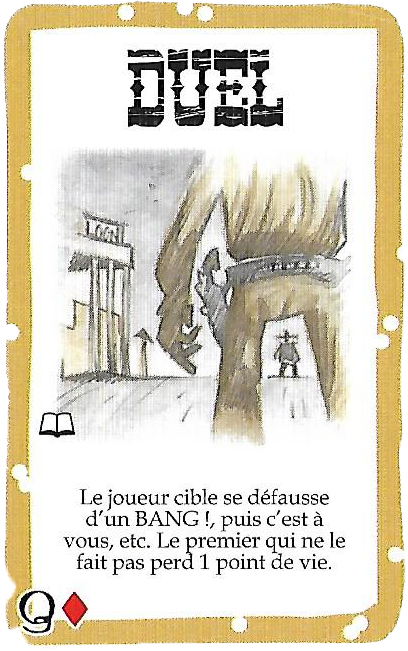 DUEL
Le joueur cible se défausse
d'un BANG !, puis c'est à
vous, etc. Le premier qui ne le
fait pas perd 1 point de vie.
Q♦